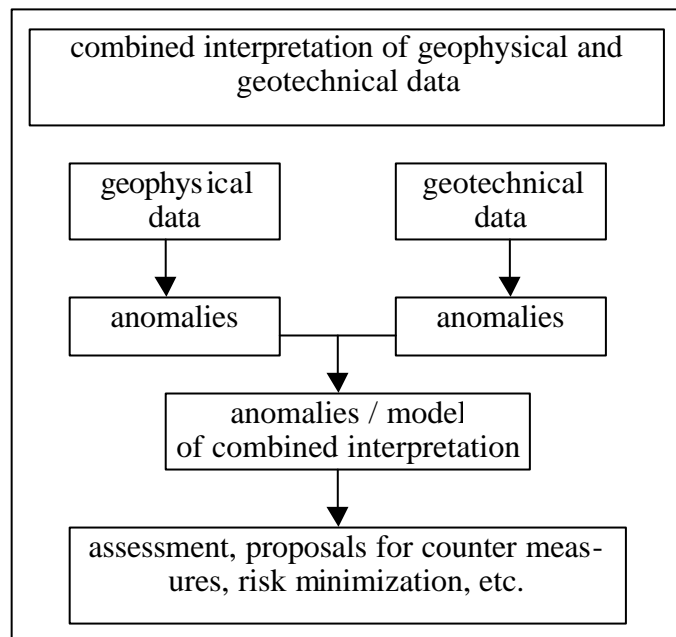 combined interpretation of geophysical and
geotechnical data
geophysical
data
geotechnical
data
anomalies
anomalies
anomalies / model
of combined interpretation
assessment, proposals for counter meas-
ures, risk minimization, etc.